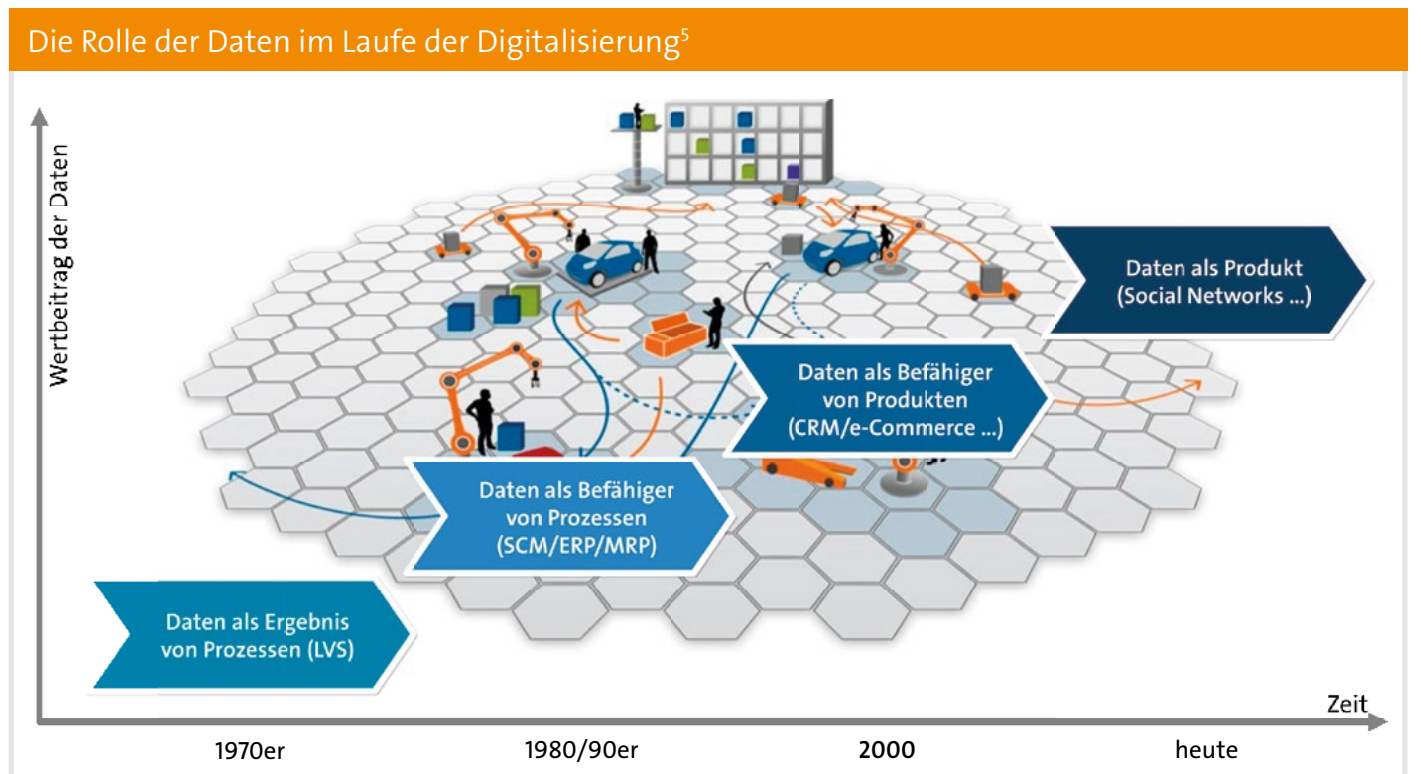 Die Rolle der Daten im Laufe der Digitalisierung⁵
Wertbeitrag der Daten
Daten als Produkt
(Social Networks ...)
Daten als Befähiger
von Produkten
(CRM/e-Commerce ...)
Daten als Befähiger
von Prozessen
(SCM/ERP/MRP)
Daten als Ergebnis
von Prozessen (LVS)
Zeit
1970er
1980/90er
2000
heute